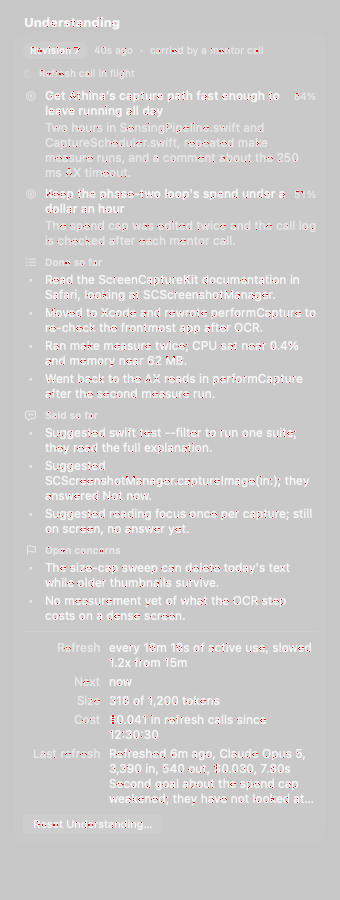 Understanding
Revision 7 40s ago · carried by a mentor call
Refresh call in flight
Get Athina's capture path fast enough to 84%
leave running all day
Two hours in SensingPipeline.swift and
CaptureScheduler.swift, repeated make
measure runs, and a comment about the 250
ms AX timeout.
Keep the phase-two loop's spend under a
dollar an hour
The spend cap was edited twice and the call log
is checked after each mentor call.
Done so far
Read the ScreenCaptureKit documentation in
Safari, looking at SCScreenshotManager.
Moved to Xcode and rewrote performCapture to
re-check the frontmost app after OCR.
Ran make measure twice; CPU sat near 0.4%
and memory near 62 MB.
Went back to the AX reads in performCapture
after the second measure run.
Said so far
Suggested swift test --filter to run one suite;
they read the full explanation.
Suggested
SCScreenshotManager.captureImage(in:); they
answered Not now.
Suggested reading focus once per capture; still
on screen, no answer yet.
Open concerns
The size-cap sweep can delete today's text
while older thumbnails survive.
No measurement yet of what the OCR step
costs on a dense screen.
Refresh every 18m 18s of active use, slowed
1.2x from 15m
Next now
Size 318 of 1,200 tokens
Cost $0.041 in refresh calls since
12:30:30
Last refresh Refreshed 6m ago, Claude Opus 5,
3,390 in, 540 out, $0.030, 7.80s
Second goal about the spend cap
weakened; they have not looked at…
Reset Understanding…